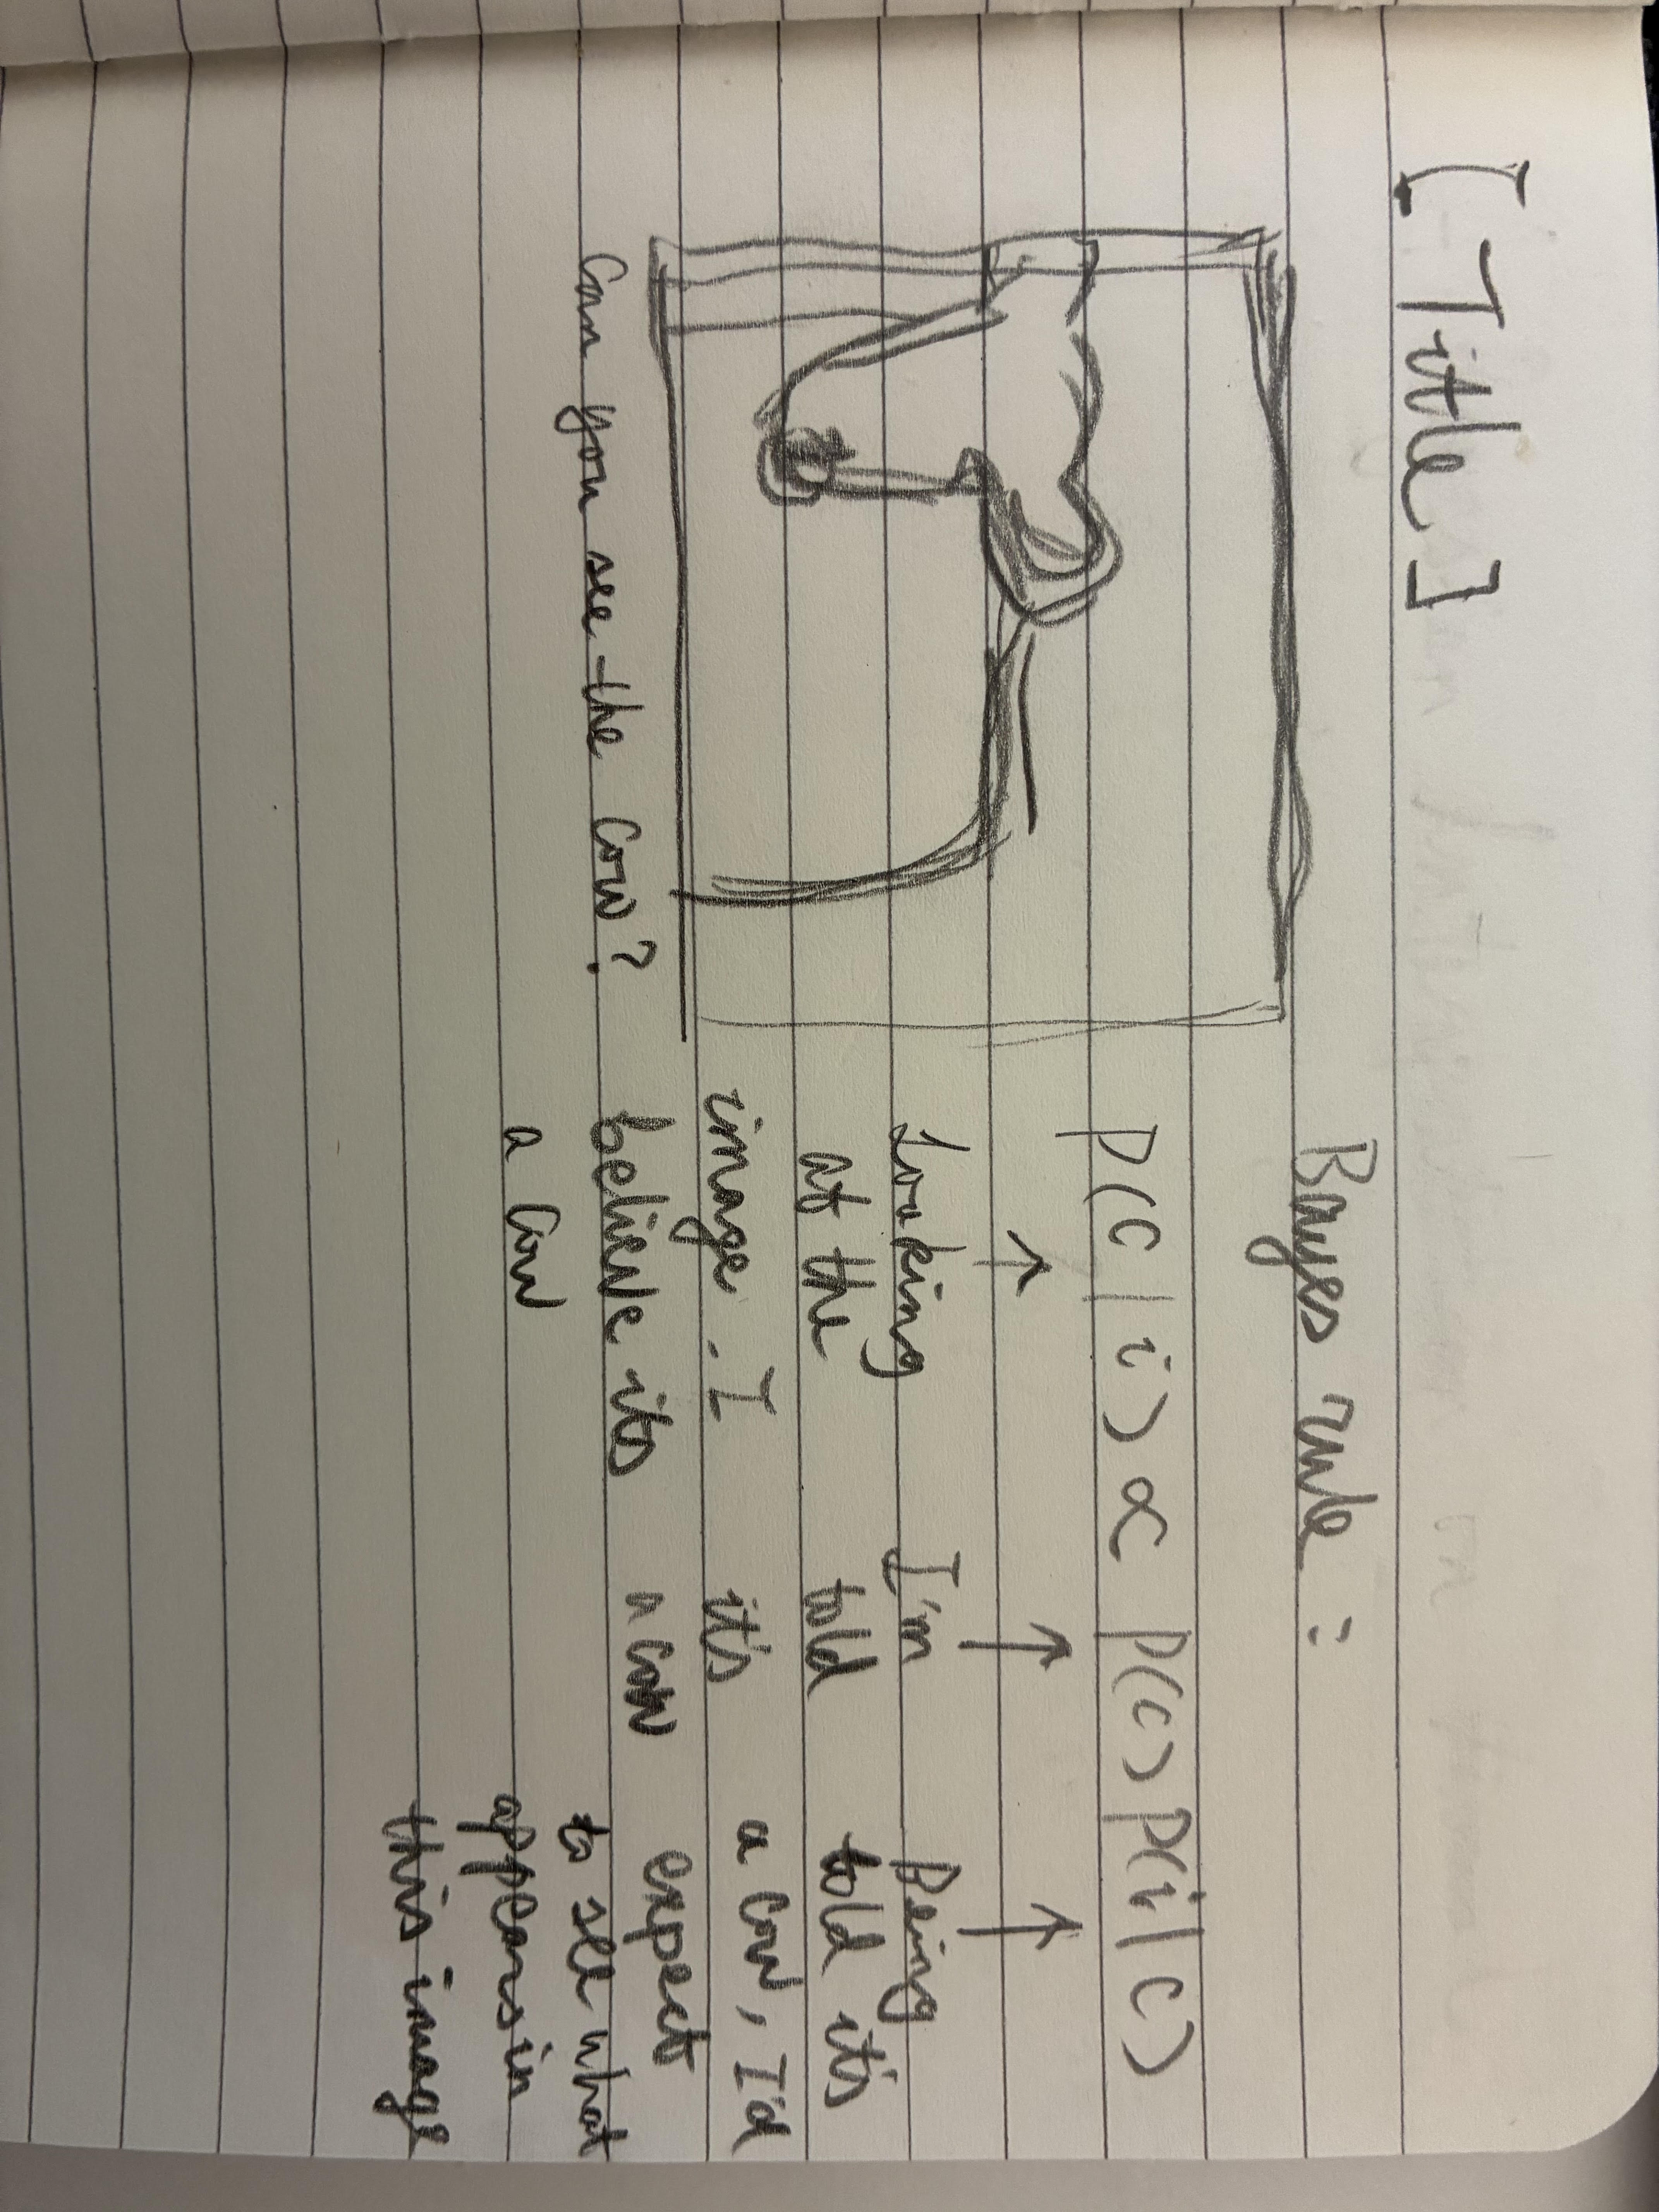 [Title]
Bayes rule:
P(C|i) ∝ P(C) P(i|C)
Can you see the cow?
Looking
at the
image. I
believe its
a cow
I'm
told
it's
a cow
Being
told it's
a cow, I'd
expect
to see what
appears in
this image